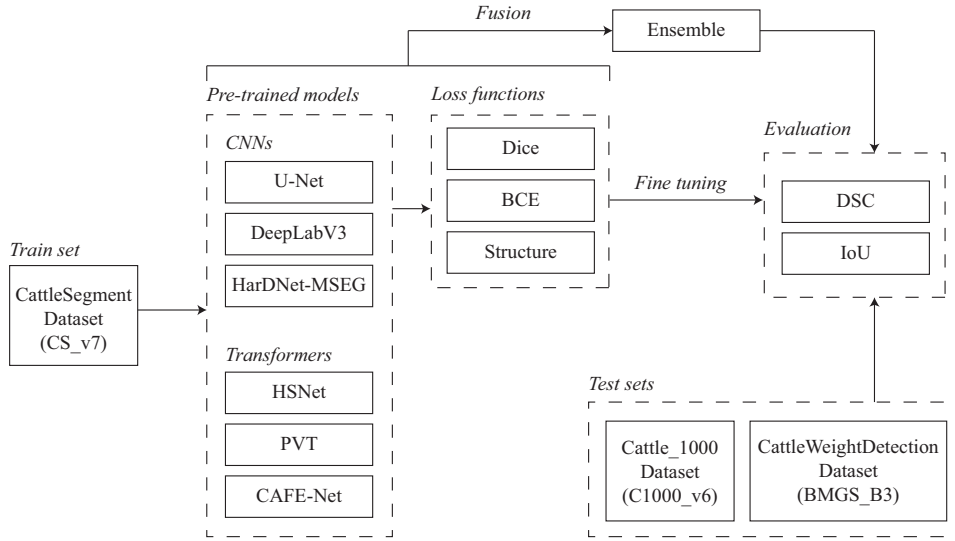 Fusion
Ensemble
Pre-trained models
Loss functions
Evaluation
CNNs
U-Net
DeepLabV3
HarDNet-MSEG
Transformers
HSNet
PVT
CAFE-Net
Dice
BCE
Structure
Fine tuning
DSC
IoU
Train set
CattleSegment
Dataset
(CS_v7)
Test sets
Cattle_1000
Dataset
(C1000_v6)
CattleWeightDetection
Dataset
(BMGS_B3)